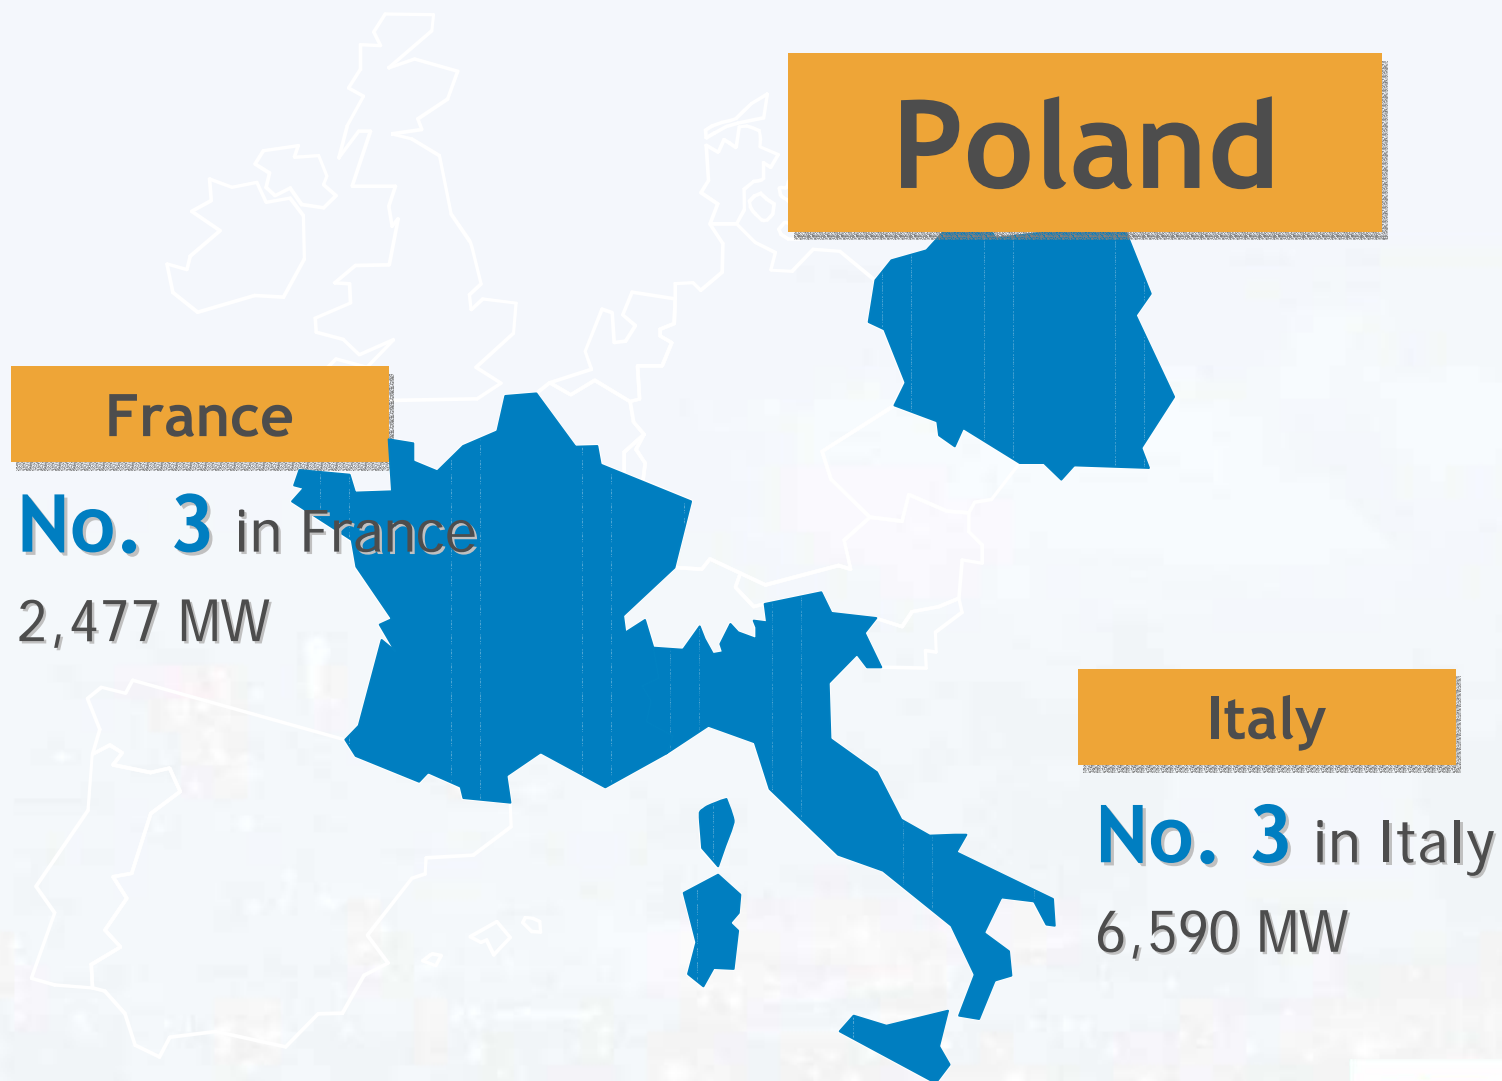 Poland
France
No. 3 in France
2,477 MW
Italy
No. 3 in Italy
6,590 MW